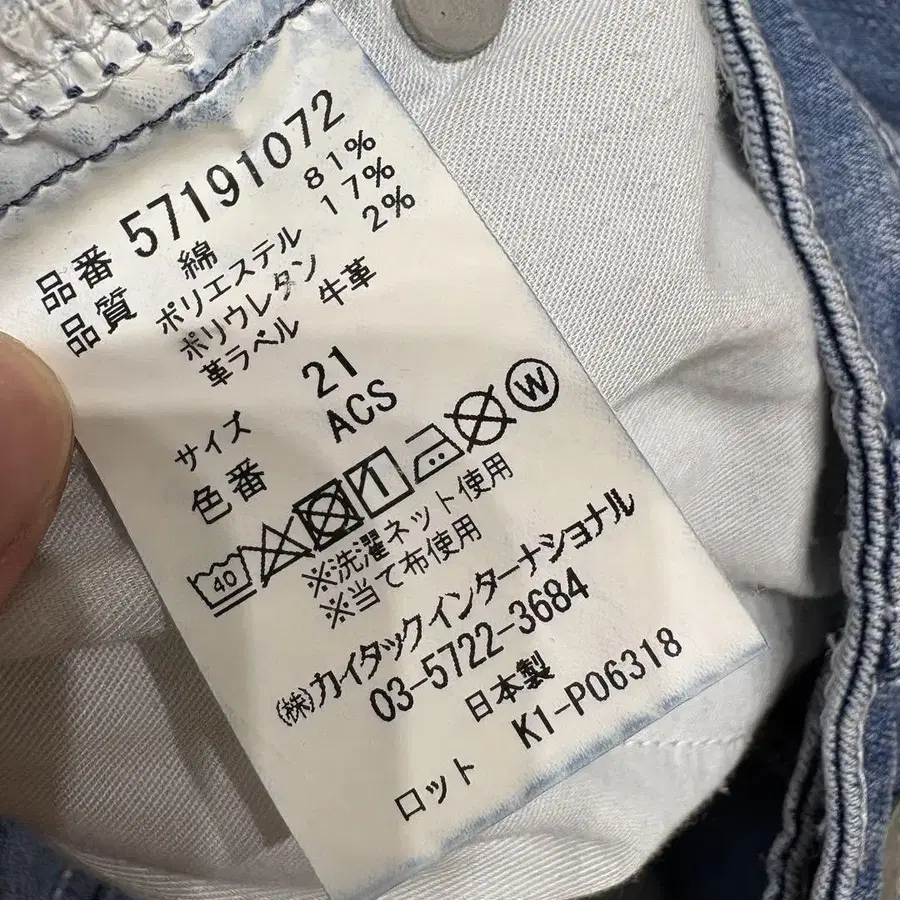 品番 57191072
品質 綿 81%
ポリエステル 17%
ポリウレタン 2%
革ラベル 牛革
サイズ 21
色番 ACS
40 W
※洗濯ネット使用
※当て布使用
㈱カイタックインターナショナル
03-5722-3684
日本製
ロット K1-P06318